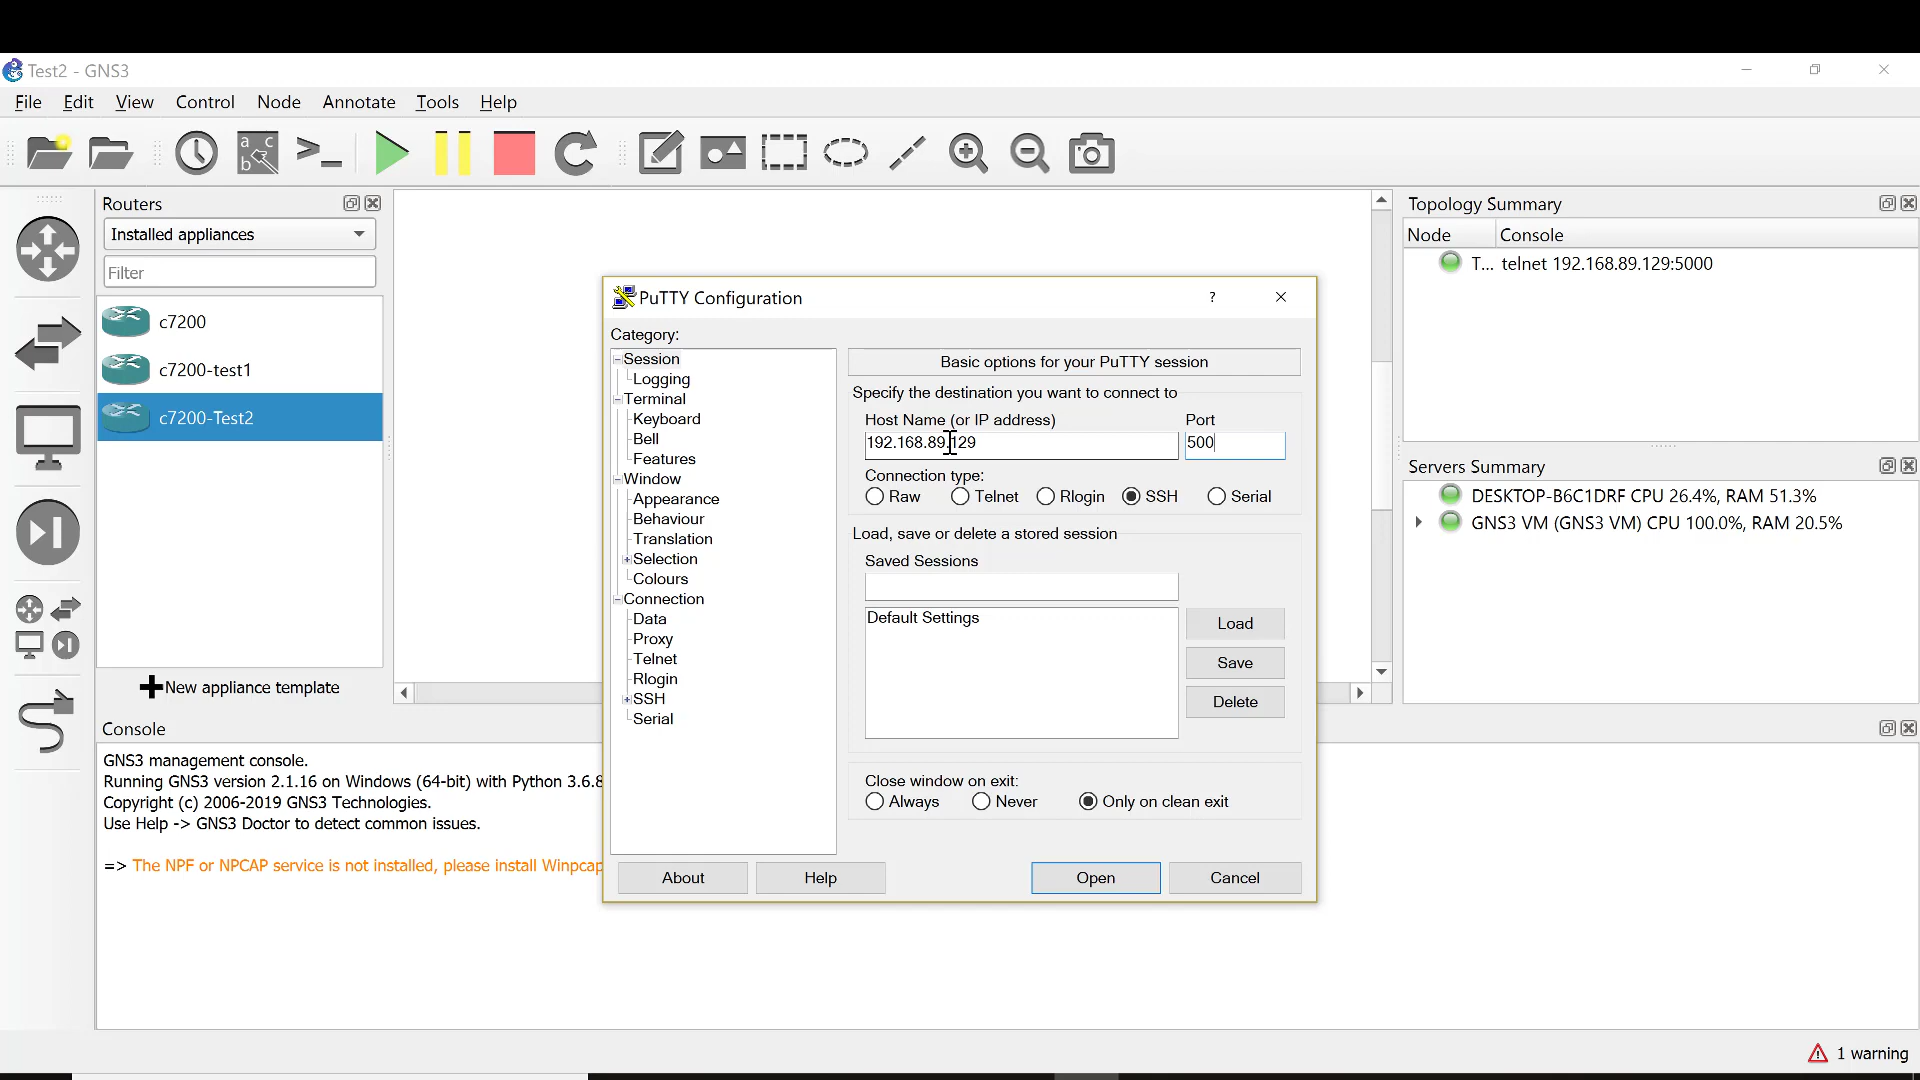 Test2 - GNS3
File Edit View Control Node Annotate Tools Help
a c
b
Routers
Installed appliances
Filter
c7200
c7200-test1
c7200-Test2
New appliance template
Topology Summary
Node Console
T... telnet 192.168.89.129:5000
Servers Summary
DESKTOP-B6C1DRF CPU 26.4%, RAM 51.3%
GNS3 VM (GNS3 VM) CPU 100.0%, RAM 20.5%
PuTTY Configuration
?
Category:
Session
Logging
Terminal
Keyboard
Bell
Features
Window
Appearance
Behaviour
Translation
Selection
Colours
Connection
Data
Proxy
Telnet
Rlogin
SSH
Serial
Basic options for your PuTTY session
Specify the destination you want to connect to
Host Name (or IP address) Port
192.168.89.129 500
Connection type:
Raw Telnet Rlogin SSH Serial
Load, save or delete a stored session
Saved Sessions
Default Settings
Load
Save
Delete
Close window on exit:
Always Never Only on clean exit
About Help Open Cancel
Console
GNS3 management console.
Running GNS3 version 2.1.16 on Windows (64-bit) with Python 3.6.8
Copyright (c) 2006-2019 GNS3 Technologies.
Use Help -> GNS3 Doctor to detect common issues.
=> The NPF or NPCAP service is not installed, please install Winpcap
1 warning